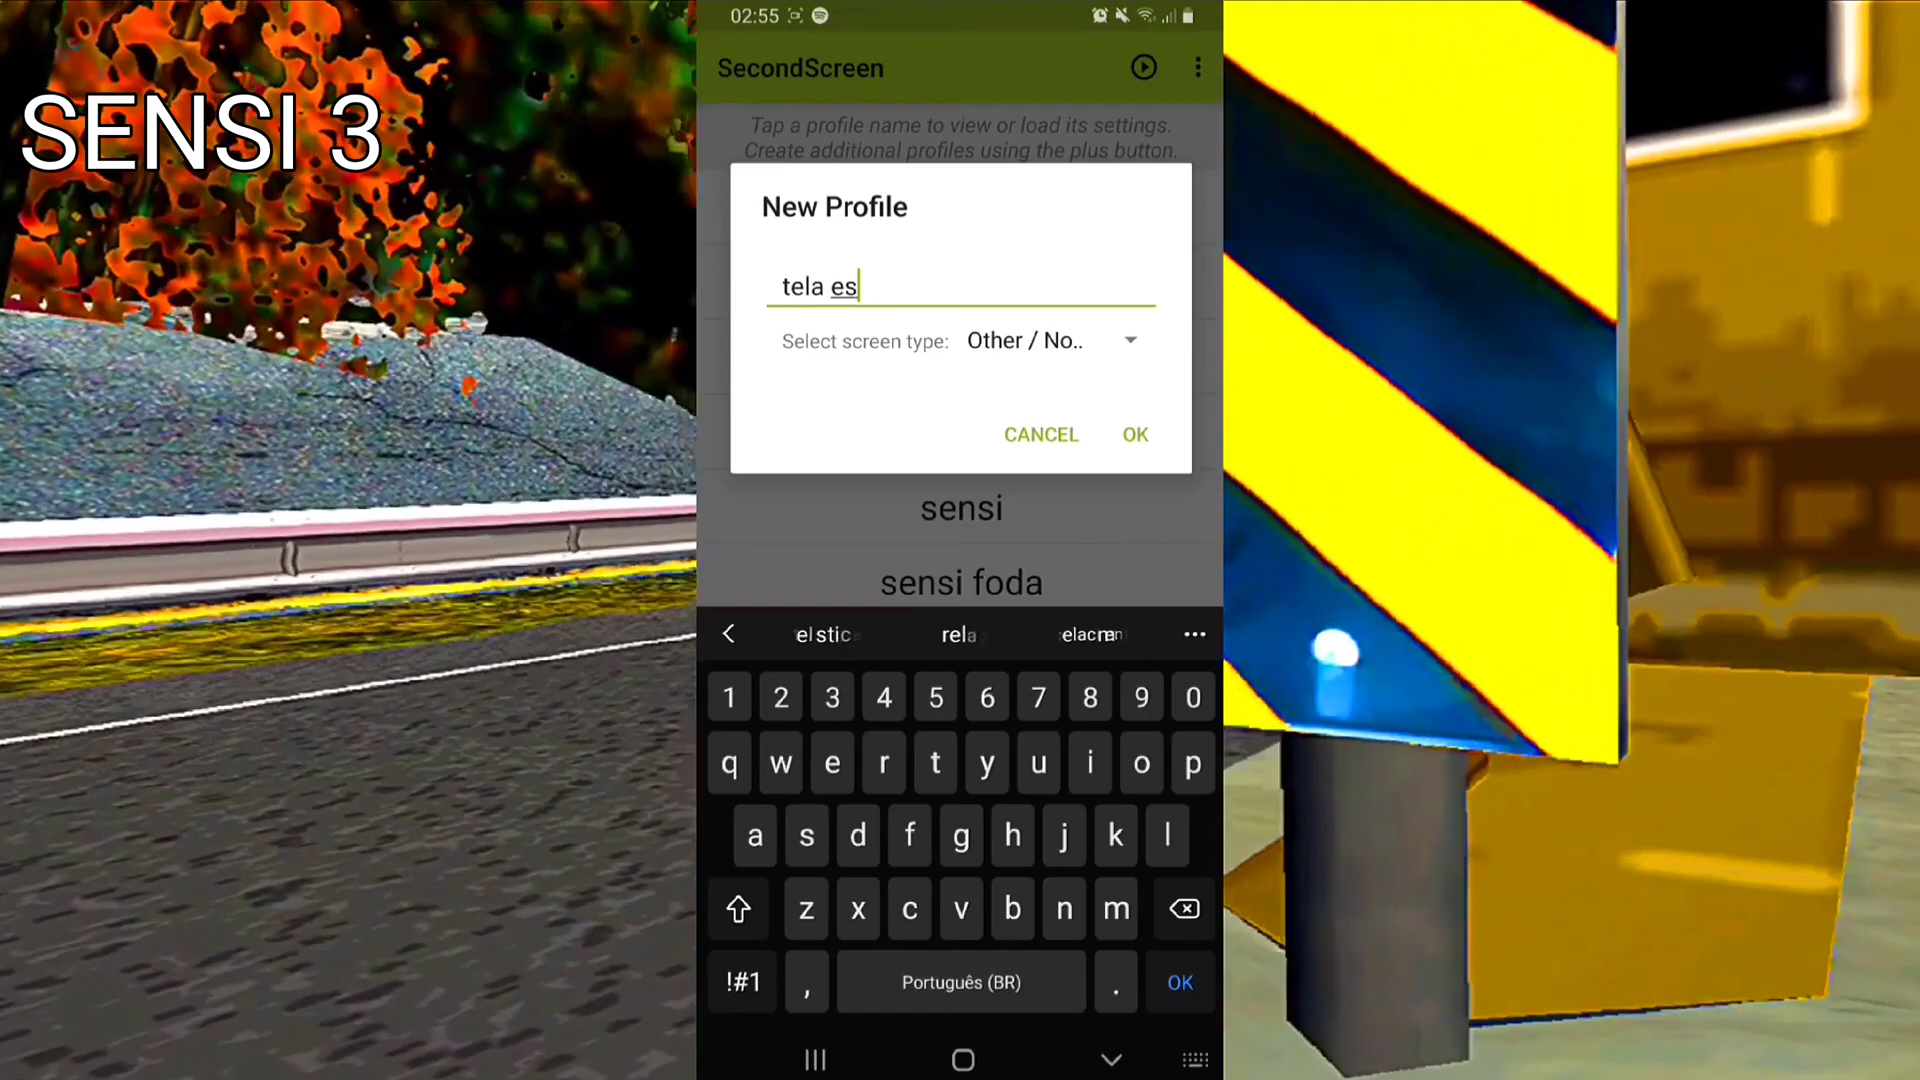 SENSI 3
02:55
SecondScreen
Tap a profile name to view or load its settings.
Create additional profiles using the plus button.
New Profile
tela es
Select screen type: Other / No..
CANCEL OK
sensi
sensi foda
1 2 3 4 5 6 7 8 9 0
q w e r t y u i o p
a s d f g h j k l
z x c v b n m
!#1 , Português (BR) . OK